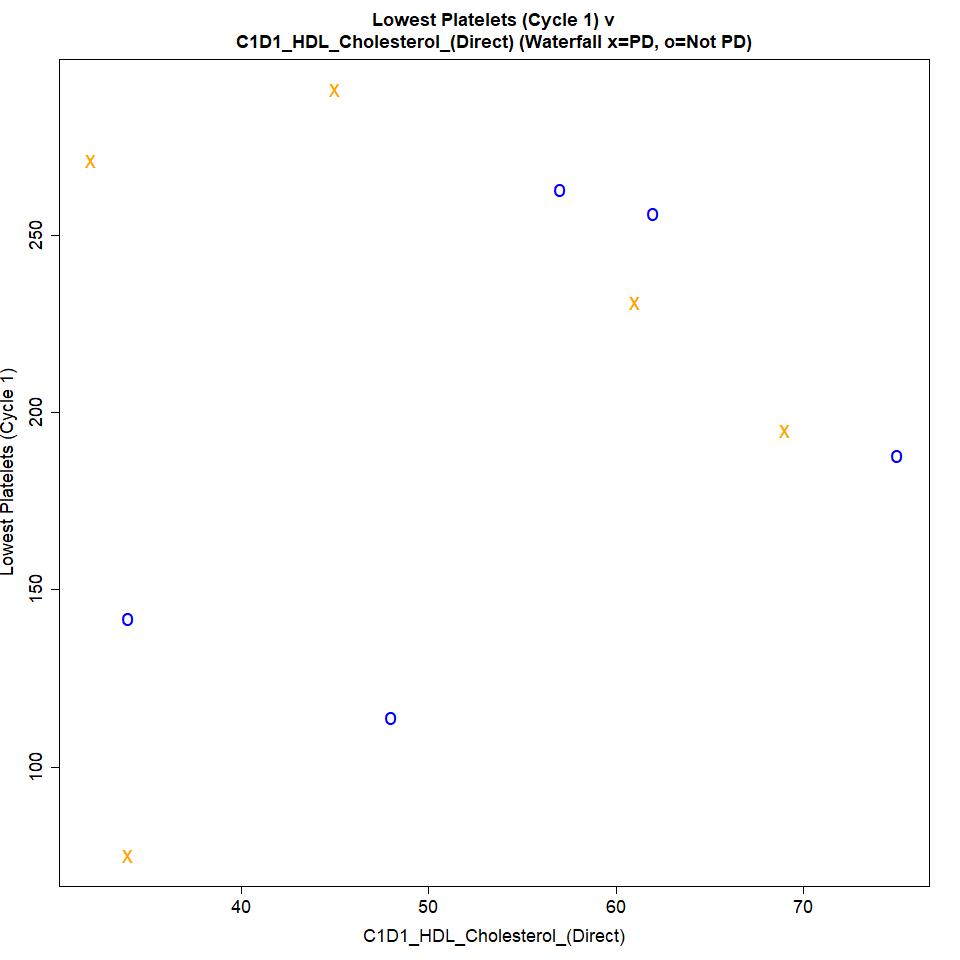 Lowest Platelets (Cycle 1) v
C1D1_HDL_Cholesterol_(Direct) (Waterfall x=PD, o=Not PD)
Lowest Platelets (Cycle 1)
250
200
150
100
X
X
O
O
X
X
O
O
O
X
40 50 60 70
C1D1_HDL_Cholesterol_(Direct)